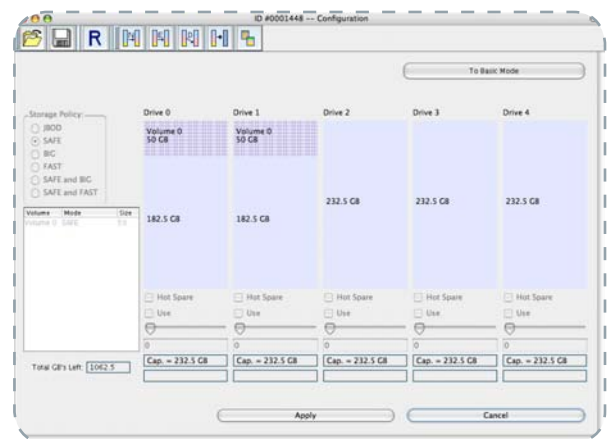 ID #0001448 -- Configuration
R
To Basic Mode
Storage Policy:
JBOD
SAFE
BIG
FAST
SAFE and BIG
SAFE and FAST
Volume Mode Size
Volume 0 SAFE 50
Total GB's Left: 1062.5
Drive 0 Drive 1 Drive 2 Drive 3 Drive 4
Volume 0 Volume 0
50 GB 50 GB
182.5 GB 182.5 GB 232.5 GB 232.5 GB 232.5 GB
Hot Spare Hot Spare Hot Spare Hot Spare Hot Spare
Use Use Use Use Use
0 0 0 0 0
Cap. = 232.5 GB Cap. = 232.5 GB Cap. = 232.5 GB Cap. = 232.5 GB Cap. = 232.5 GB
Apply Cancel